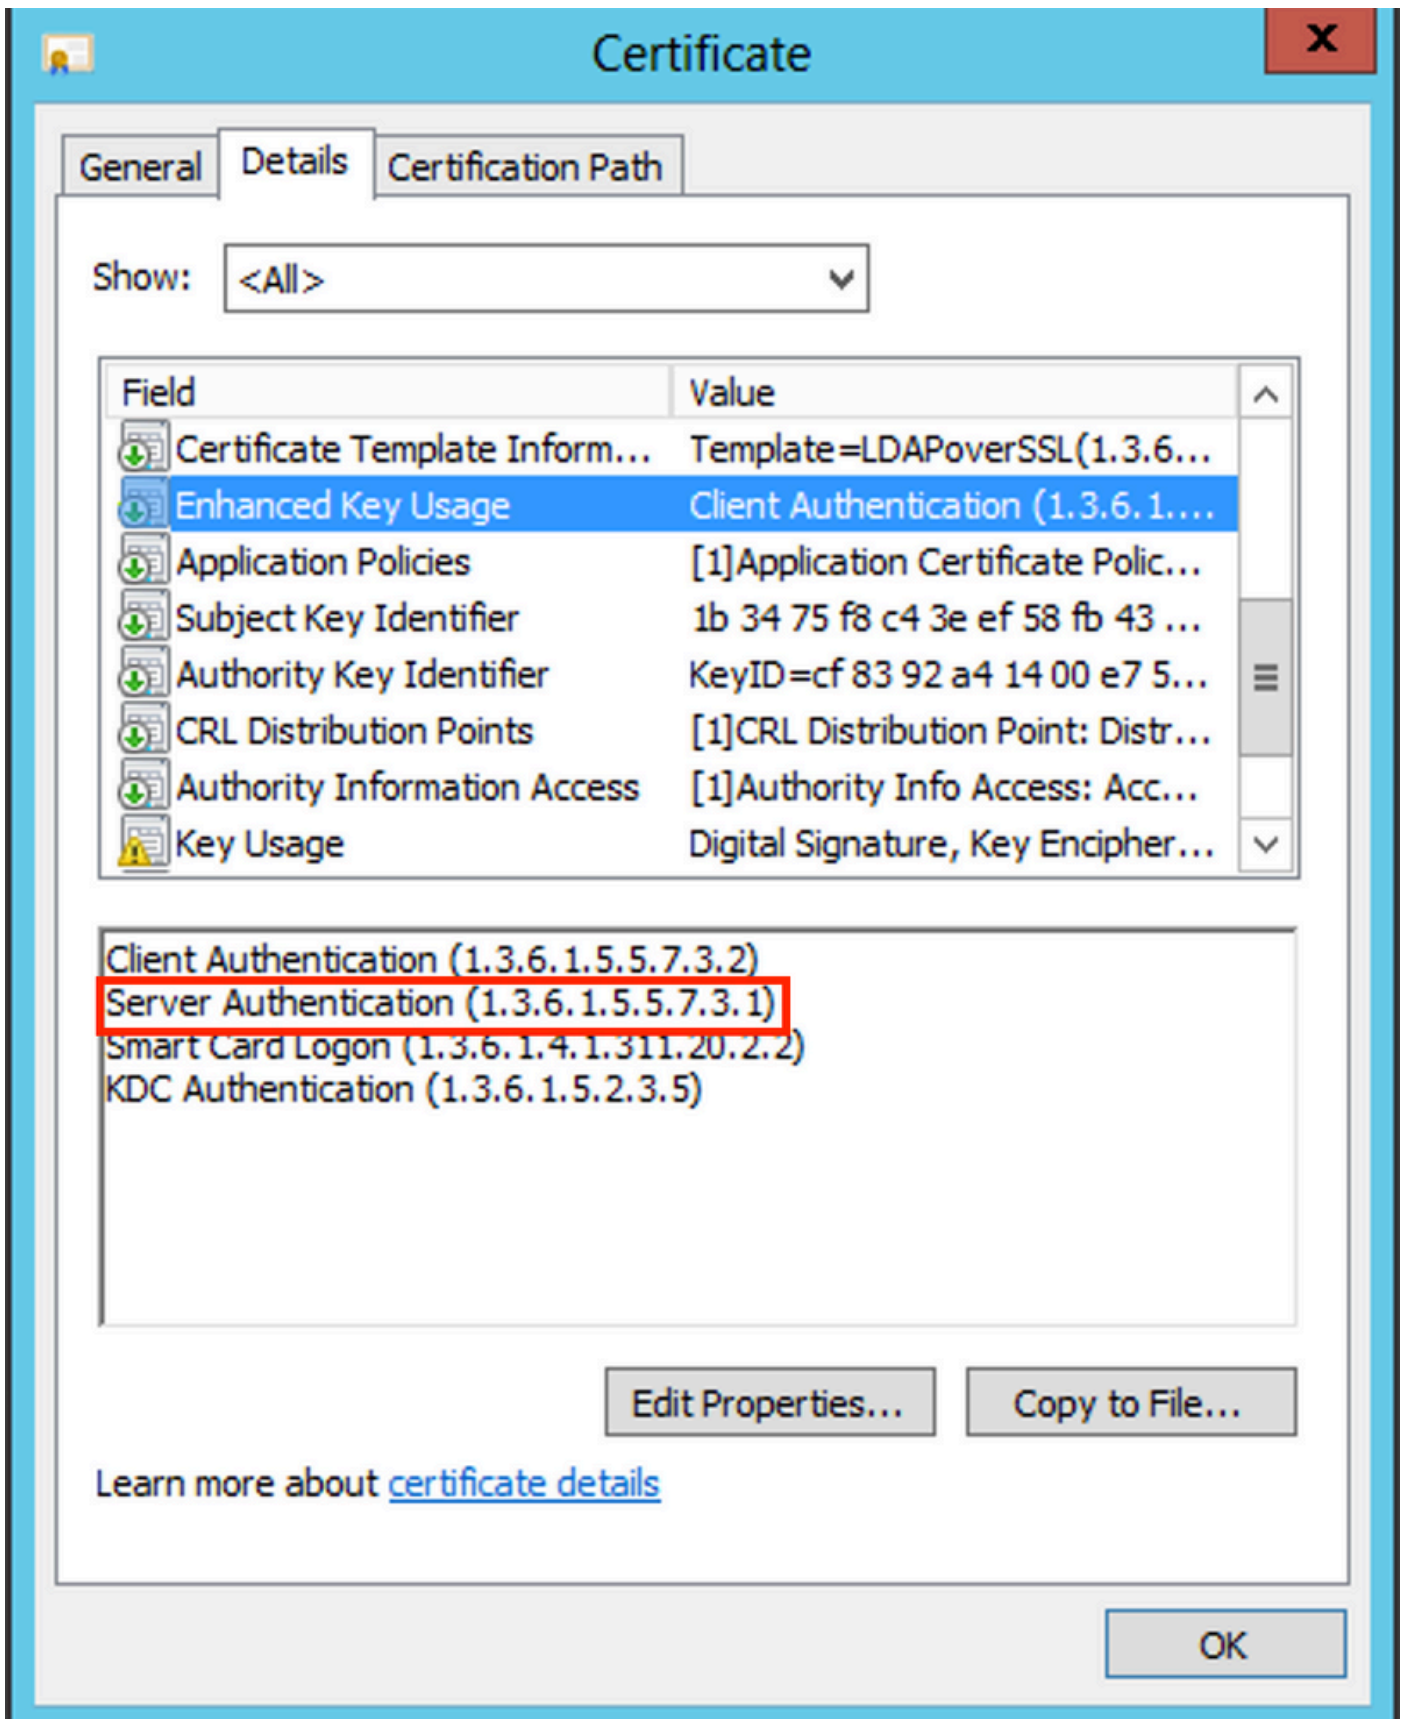 Certificate
x
General Details Certification Path
Show: <All>
Field Value
Certificate Template Inform... Template=LDAPoverSSL(1.3.6...
Enhanced Key Usage Client Authentication (1.3.6.1....
Application Policies [1]Application Certificate Polic...
Subject Key Identifier 1b 34 75 f8 c4 3e ef 58 fb 43 ...
Authority Key Identifier KeyID=cf 83 92 a4 14 00 e7 5...
CRL Distribution Points [1]CRL Distribution Point: Distr...
Authority Information Access [1]Authority Info Access: Acc...
Key Usage Digital Signature, Key Encipher...
Client Authentication (1.3.6.1.5.5.7.3.2)
Server Authentication (1.3.6.1.5.5.7.3.1)
Smart Card Logon (1.3.6.1.4.1.311.20.2.2)
KDC Authentication (1.3.6.1.5.2.3.5)
Edit Properties... Copy to File...
Learn more about certificate details
OK